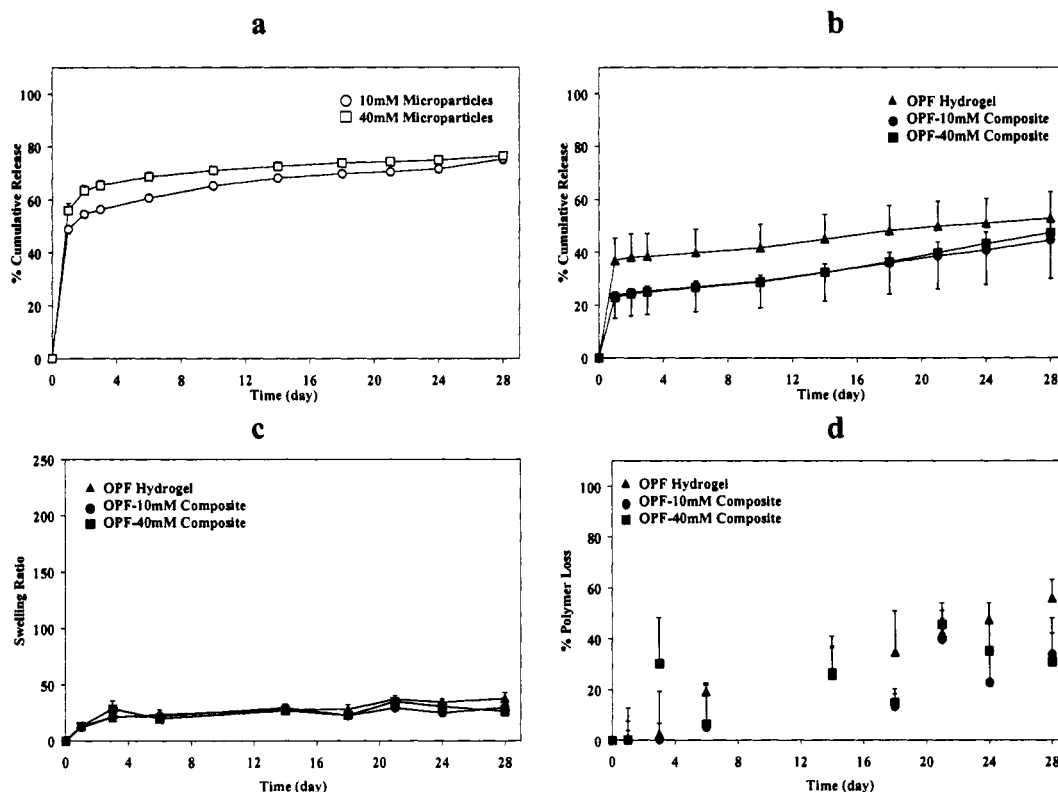 a
100
80
60
40
20
0
% Cumulative Release
10mM Microparticles
40mM Microparticles
0 4 8 12 16 20 24 28
Time (day)
b
100
80
60
40
20
0
% Cumulative Release
OPF Hydrogel
OPF-10mM Composite
OPF-40mM Composite
0 4 8 12 16 20 24 28
Time (day)
c
250
200
150
100
50
0
Swelling Ratio
OPF Hydrogel
OPF-10mM Composite
OPF-40mM Composite
0 4 8 12 16 20 24 28
Time (day)
d
100
80
60
40
20
0
% Polymer Loss
OPF Hydrogel
OPF-10mM Composite
OPF-40mM Composite
0 4 8 12 16 20 24 28
Time (day)